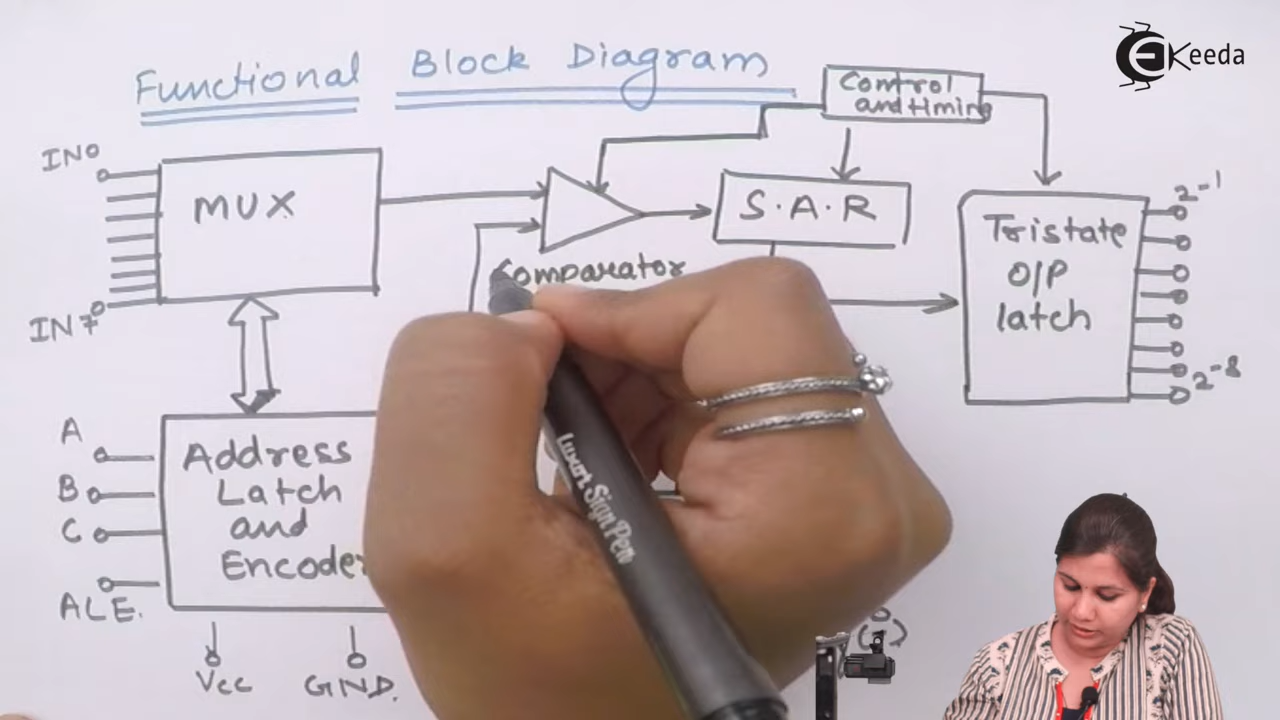 Functional Block Diagram
Keeda
Control
and timing
IN0
MUX
S.A.R
2-1
Tristate
O/P
latch
Comparator
IN7
2-8
A
Address
B
Latch
C
and
Encoder
ALE.
Vcc
GND.
Luxor Sign Pen